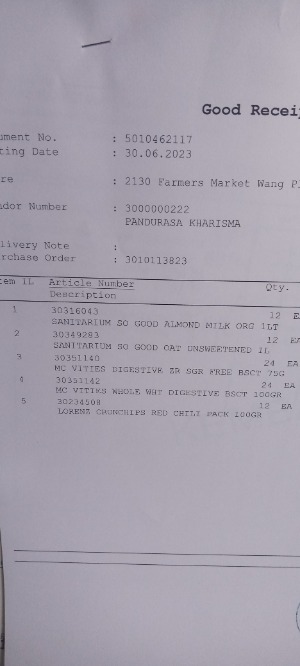 Good Recei
ument No. : 5010462117
ting Date : 30.06.2023
re : 2130 Farmers Market Wang P
dor Number : 3000000222
PANDURASA KHARISMA
livery Note :
rchase Order : 3010113823
tem IL Article Number Qty.
Description
1 30316043 12 EA
SANITARIUM SO GOOD ALMOND MILK ORG 1LT
2 30349283 12 EA
SANITARIUM SO GOOD OAT UNSWEETENED 1L
3 30351140 24 EA
MC VITIES DIGESTIVE ZR SGR FREE BSCT 75G
4 30351142 24 EA
MC VITIES WHOLE WHT DIGESTIVE BSCT 100GR
5 30234508 12 EA
LORENZ CRUNCHIPS RED CHILI PACK 100GR